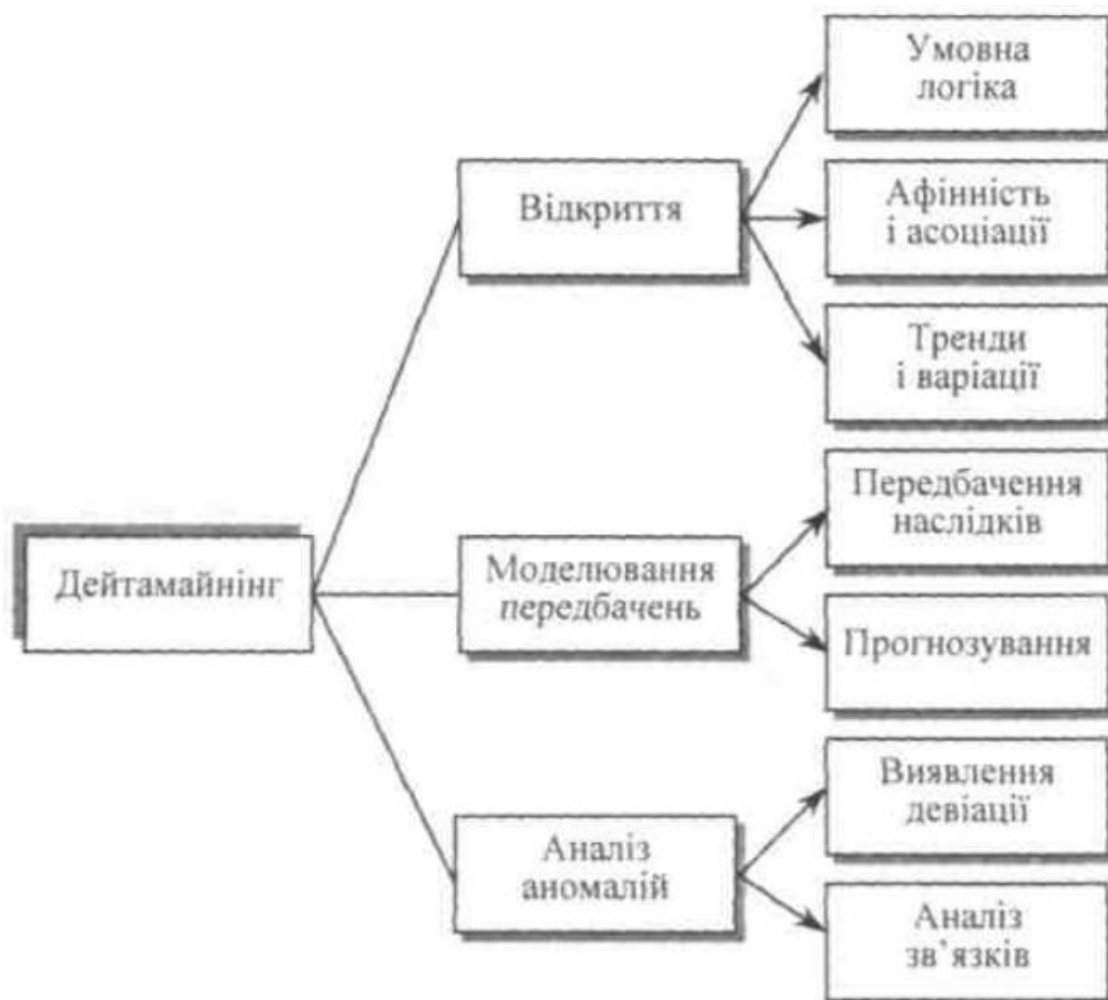 Умовна
логіка
Відкриття
Афінність
і асоціації
Тренди
і варіації
Дейтамайнінг
Моделювання
передбачень
Передбачення
наслідків
Прогнозування
Аналіз
аномалій
Виявлення
девіації
Аналіз
зв’язків